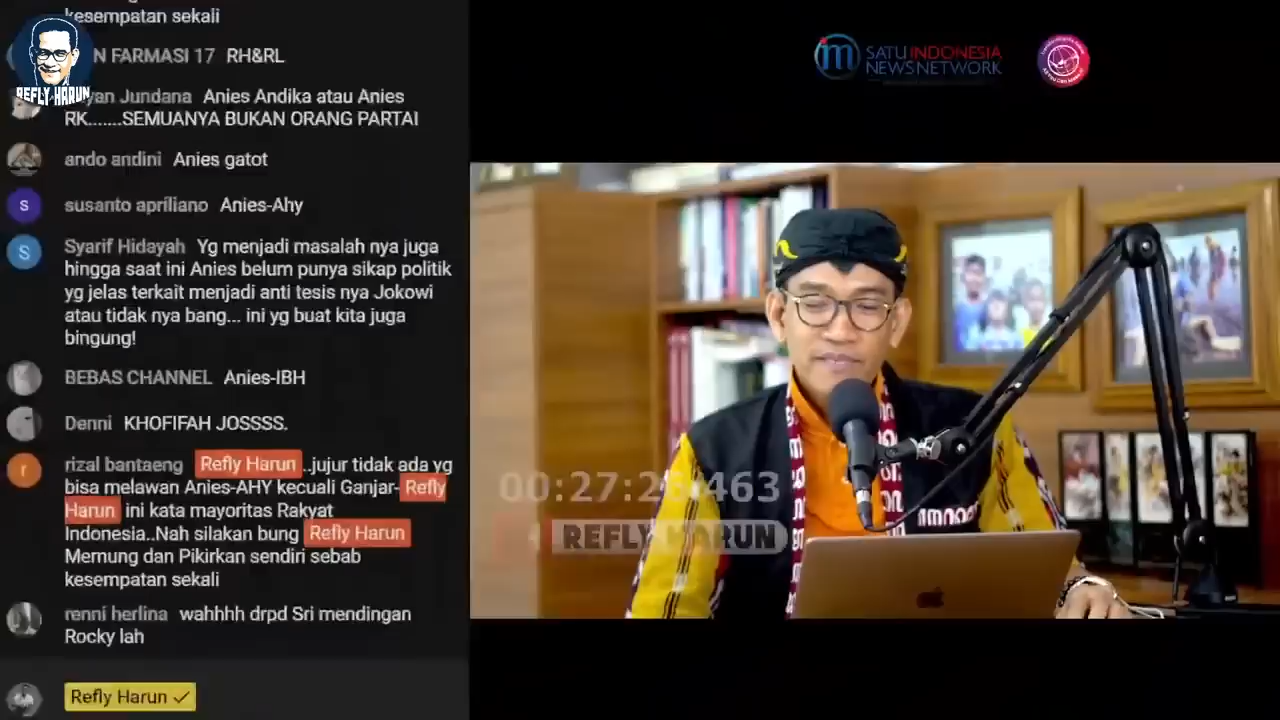 kesempatan sekali
FARMASI 17 RH&RL
Jundana Anies Andika atau Anies
RK.......SEMUANYA BUKAN ORANG PARTAI
ando andini Anies gatot
s susanto apriliano Anies-Ahy
S Syarif Hidayah Yg menjadi masalah nya juga
hingga saat ini Anies belum punya sikap politik
yg jelas terkait menjadi anti tesis nya Jokowi
atau tidak nya bang... ini yg buat kita juga
bingung!
BEBAS CHANNEL Anies-IBH
Denni KHOFIFAH JOSSSS.
r rizal bantaeng Refly Harun ..jujur tidak ada yg
bisa melawan Anies-AHY kecuali Ganjar-Refly
Harun ini kata mayoritas Rakyat
Indonesia..Nah silakan bung Refly Harun
Memung dan Pikirkan sendiri sebab
kesempatan sekali
renni herlina wahhhh drpd Sri mendingan
Rocky lah
Refly Harun ✓
REFLY HARUN
SATU INDONESIA
NEWS NETWORK
REFLY HARUN